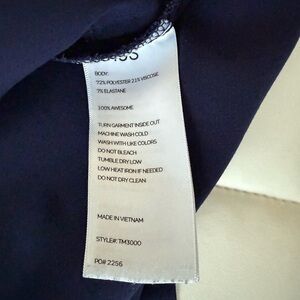 BODY:
72% POLYESTER 21% VISCOSE
7% ELASTANE
100% AWESOME
TURN GARMENT INSIDE OUT
MACHINE WASH COLD
WASH WITH LIKE COLORS
DO NOT BLEACH
TUMBLE DRY LOW
LOW HEAT IRON IF NEEDED
DO NOT DRY CLEAN
MADE IN VIETNAM
STYLE#: TM3000
PO# 2256